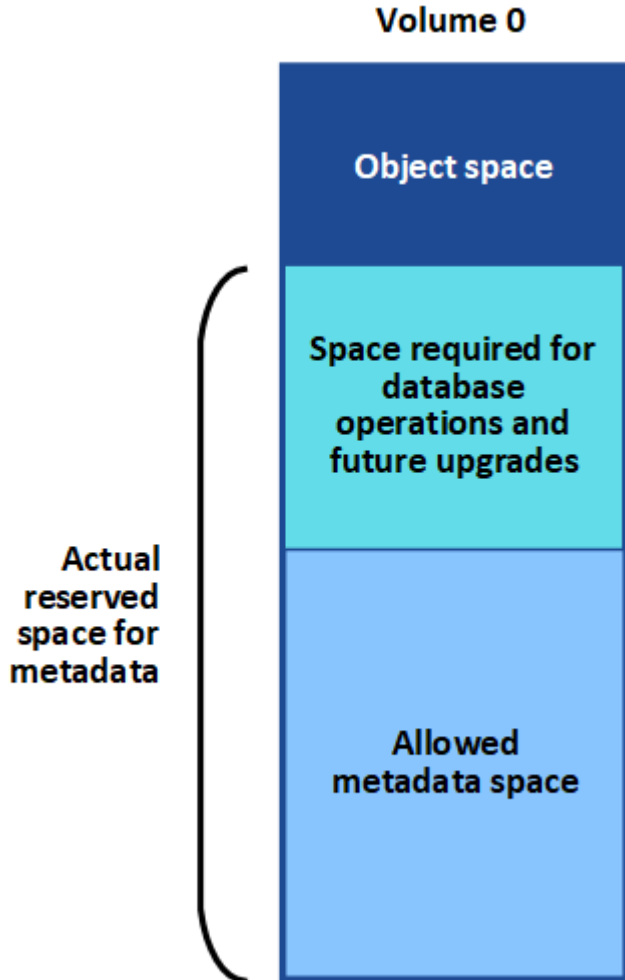 Volume 0
Object space
Space required for
database
operations and
future upgrades
Actual
reserved
space for
metadata
Allowed
metadata space